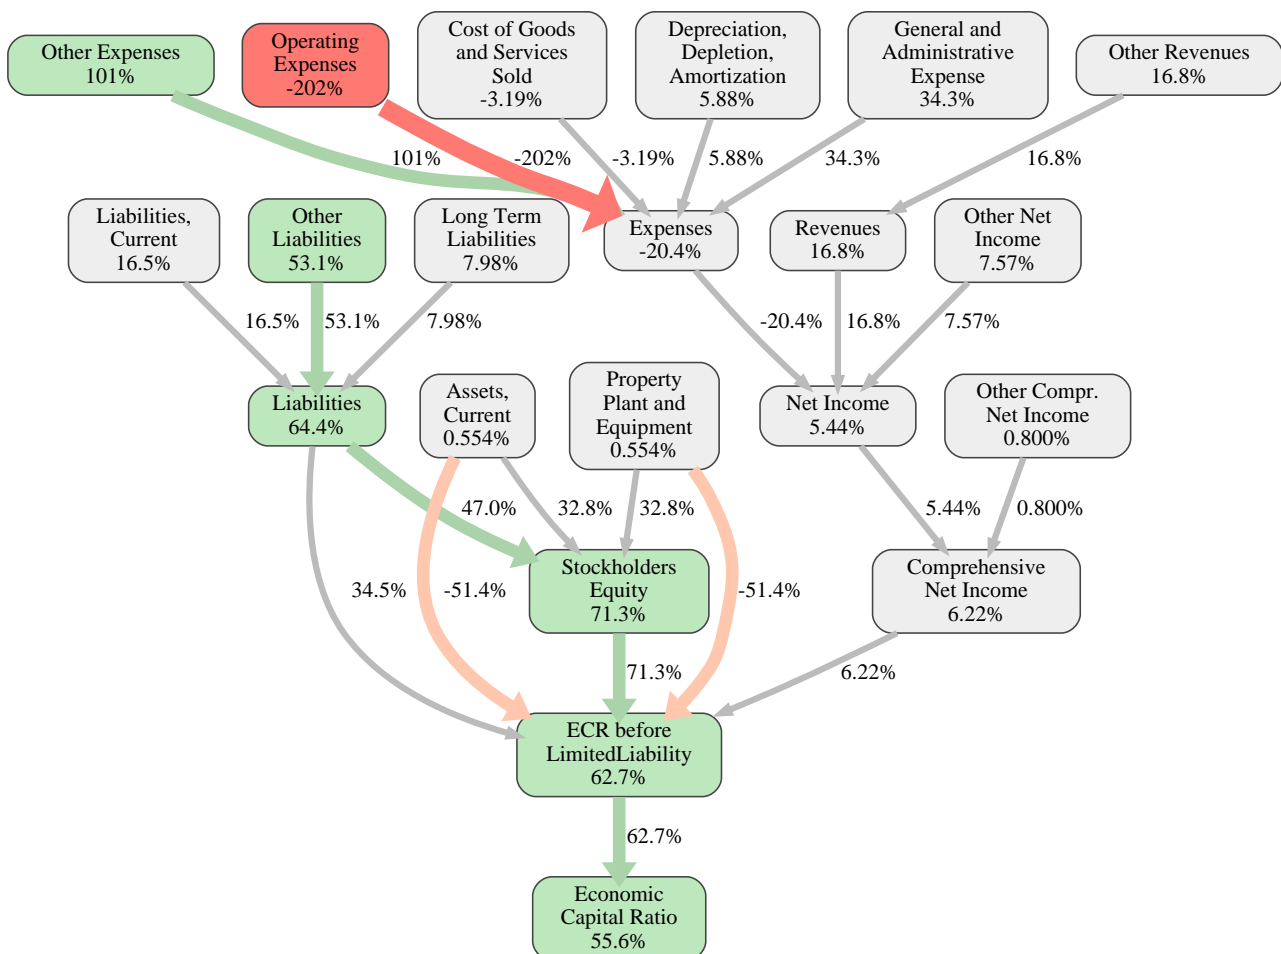 Other Expenses
101%
Operating
Expenses
-202%
Cost of Goods
and Services
Sold
-3.19%
Depreciation,
Depletion,
Amortization
5.88%
General and
Administrative
Expense
34.3%
Other Revenues
16.8%
101%
-202%
-3.19%
5.88%
34.3%
16.8%
Liabilities,
Current
16.5%
Other
Liabilities
53.1%
Long Term
Liabilities
7.98%
Expenses
-20.4%
Revenues
16.8%
Other Net
Income
7.57%
16.5%
53.1%
7.98%
-20.4%
16.8%
7.57%
Liabilities
64.4%
Assets,
Current
0.554%
Property
Plant and
Equipment
0.554%
Net Income
5.44%
Other Compr.
Net Income
0.800%
47.0%
32.8%
32.8%
5.44%
0.800%
34.5%
-51.4%
Stockholders
Equity
71.3%
-51.4%
Comprehensive
Net Income
6.22%
71.3%
6.22%
ECR before
LimitedLiability
62.7%
62.7%
Economic
Capital Ratio
55.6%